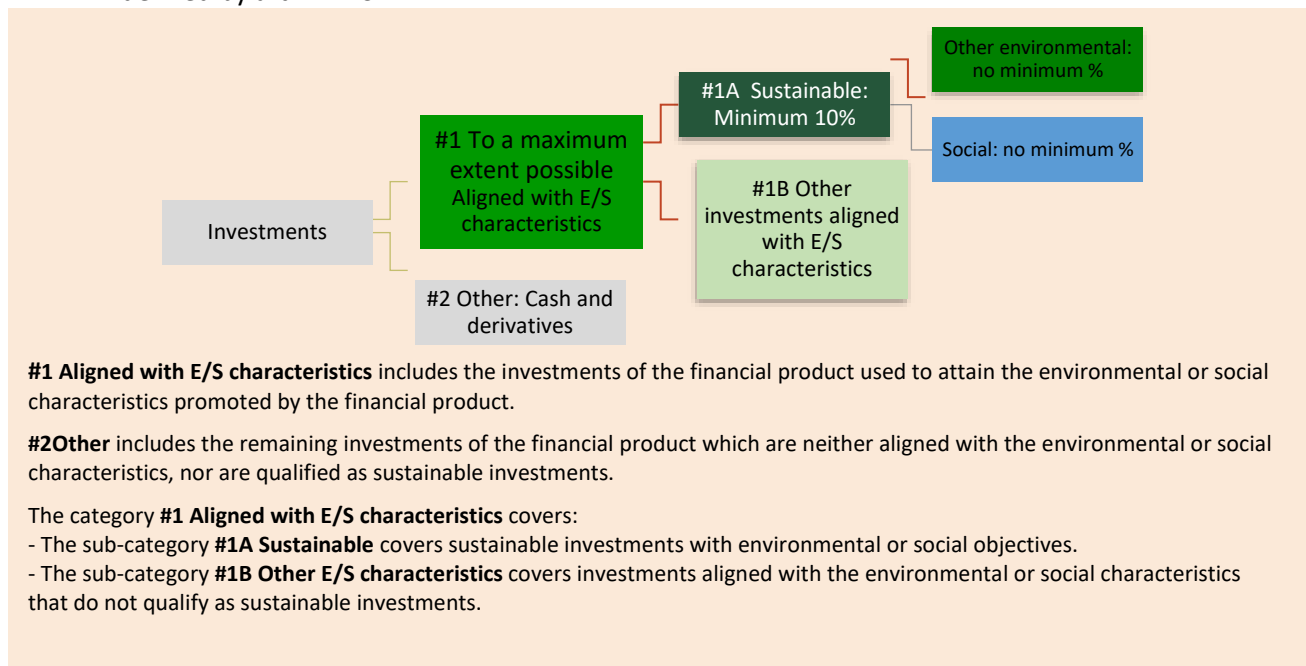 Other environmental:
no minimum %
#1A Sustainable:
Minimum 10%
#1 To a maximum
extent possible
Aligned with E/S
characteristics
Social: no minimum %
#1B Other
investments aligned
with E/S
characteristics
Investments
#2 Other: Cash and
derivatives
#1 Aligned with E/S characteristics includes the investments of the financial product used to attain the environmental or social
characteristics promoted by the financial product.
#2Other includes the remaining investments of the financial product which are neither aligned with the environmental or social
characteristics, nor are qualified as sustainable investments.
The category #1 Aligned with E/S characteristics covers:
- The sub-category #1A Sustainable covers sustainable investments with environmental or social objectives.
- The sub-category #1B Other E/S characteristics covers investments aligned with the environmental or social characteristics
that do not qualify as sustainable investments.